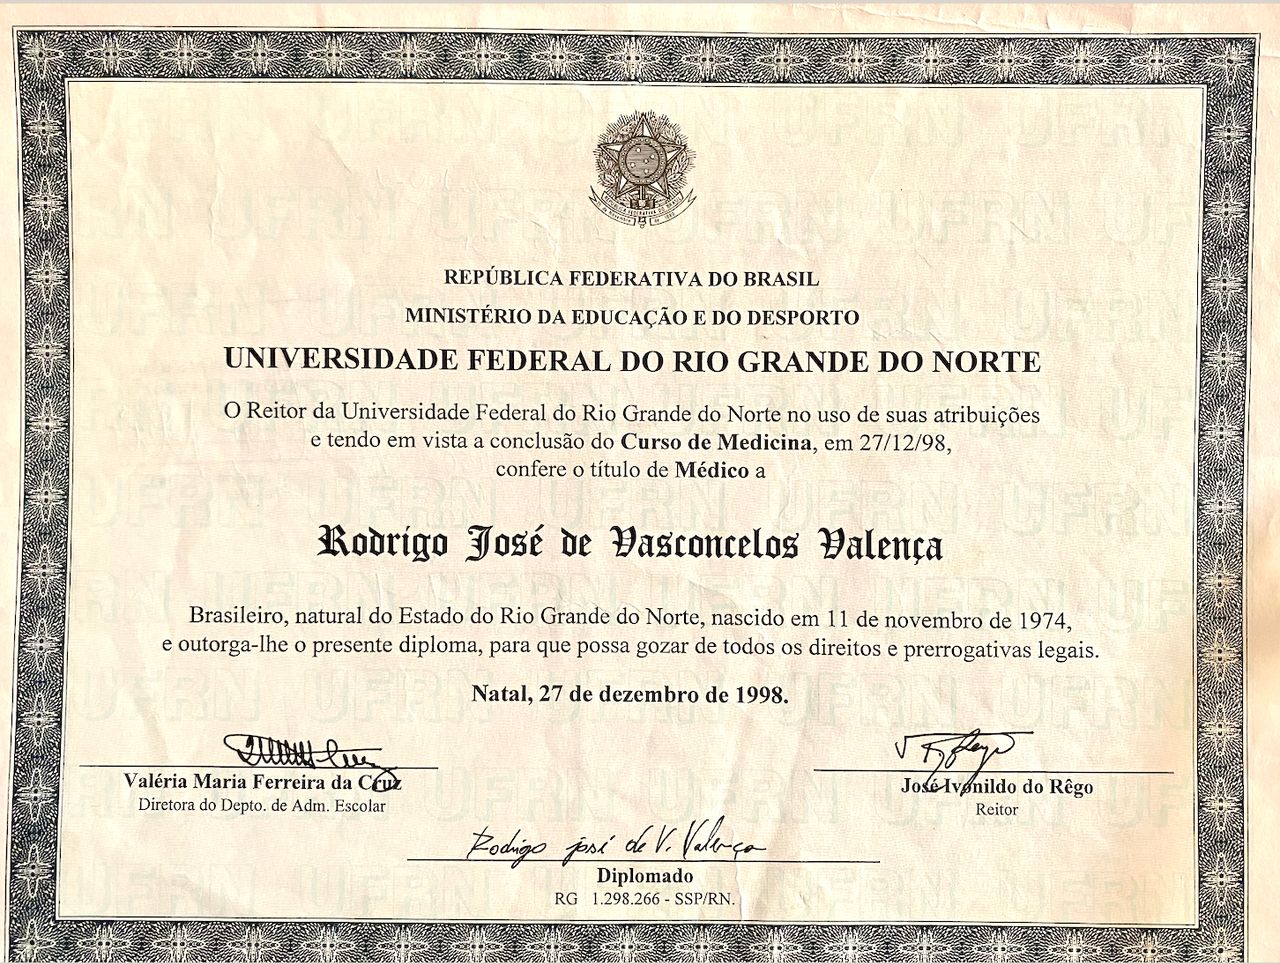 REPÚBLICA FEDERATIVA DO BRASIL
MINISTÉRIO DA EDUCAÇÃO E DO DESPORTO
UNIVERSIDADE FEDERAL DO RIO GRANDE DO NORTE
O Reitor da Universidade Federal do Rio Grande do Norte no uso de suas atribuições
e tendo em vista a conclusão do Curso de Medicina, em 27/12/98,
confere o título de Médico a
Rodrigo José de Vasconcelos Valença
Brasileiro, natural do Estado do Rio Grande do Norte, nascido em 11 de novembro de 1974,
e outorga-lhe o presente diploma, para que possa gozar de todos os direitos e prerrogativas legais.
Natal, 27 de dezembro de 1998.
Valéria Maria Ferreira da Cruz
Diretora do Depto. de Adm. Escolar
José Ivonildo do Rêgo
Reitor
Rodrigo josé de V. Valença
Diplomado
RG 1.298.266 - SSP/RN.